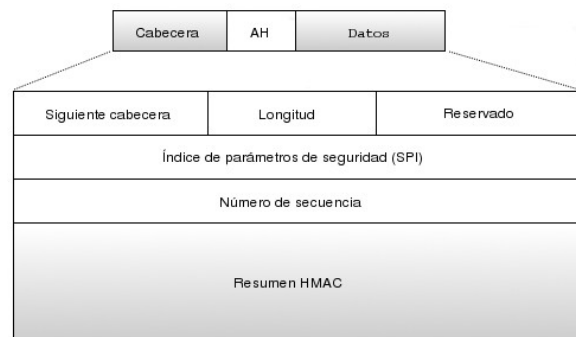 Cabecera AH Datos
Siguiente cabecera Longitud Reservado
Índice de parámetros de seguridad (SPI)
Número de secuencia
Resumen HMAC